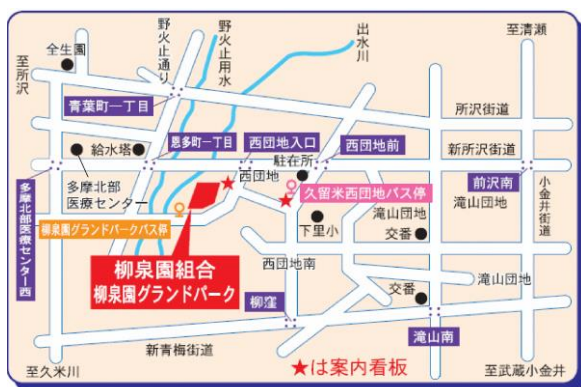 至清瀬
全生園
野火止通り
野火止用水
出水川
至所沢
青葉町一丁目
所沢街道
給水塔
恩多町一丁目
西団地入口
西団地前
新所沢街道
駐在所
西団地
久留米西団地バス停
前沢南
小金井街道
多摩北部
医療センター
多摩北部医療センター西
柳泉園グランドパークバス停
下里小
滝山団地
交番
滝山団地
柳泉園組合
柳泉園グランドパーク
西団地南
滝山団地
交番
柳窪
滝山南
新青梅街道
至久米川
★は案内看板
至武蔵小金井